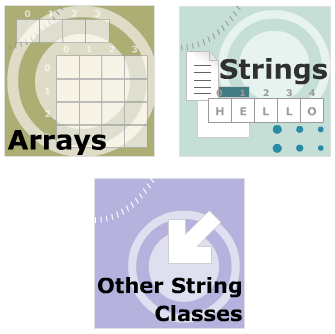 0 1 2 3
0 1 2 3
0
1
2
Arrays
Strings
0 1 2 3 4
H E L L O
Other String
Classes